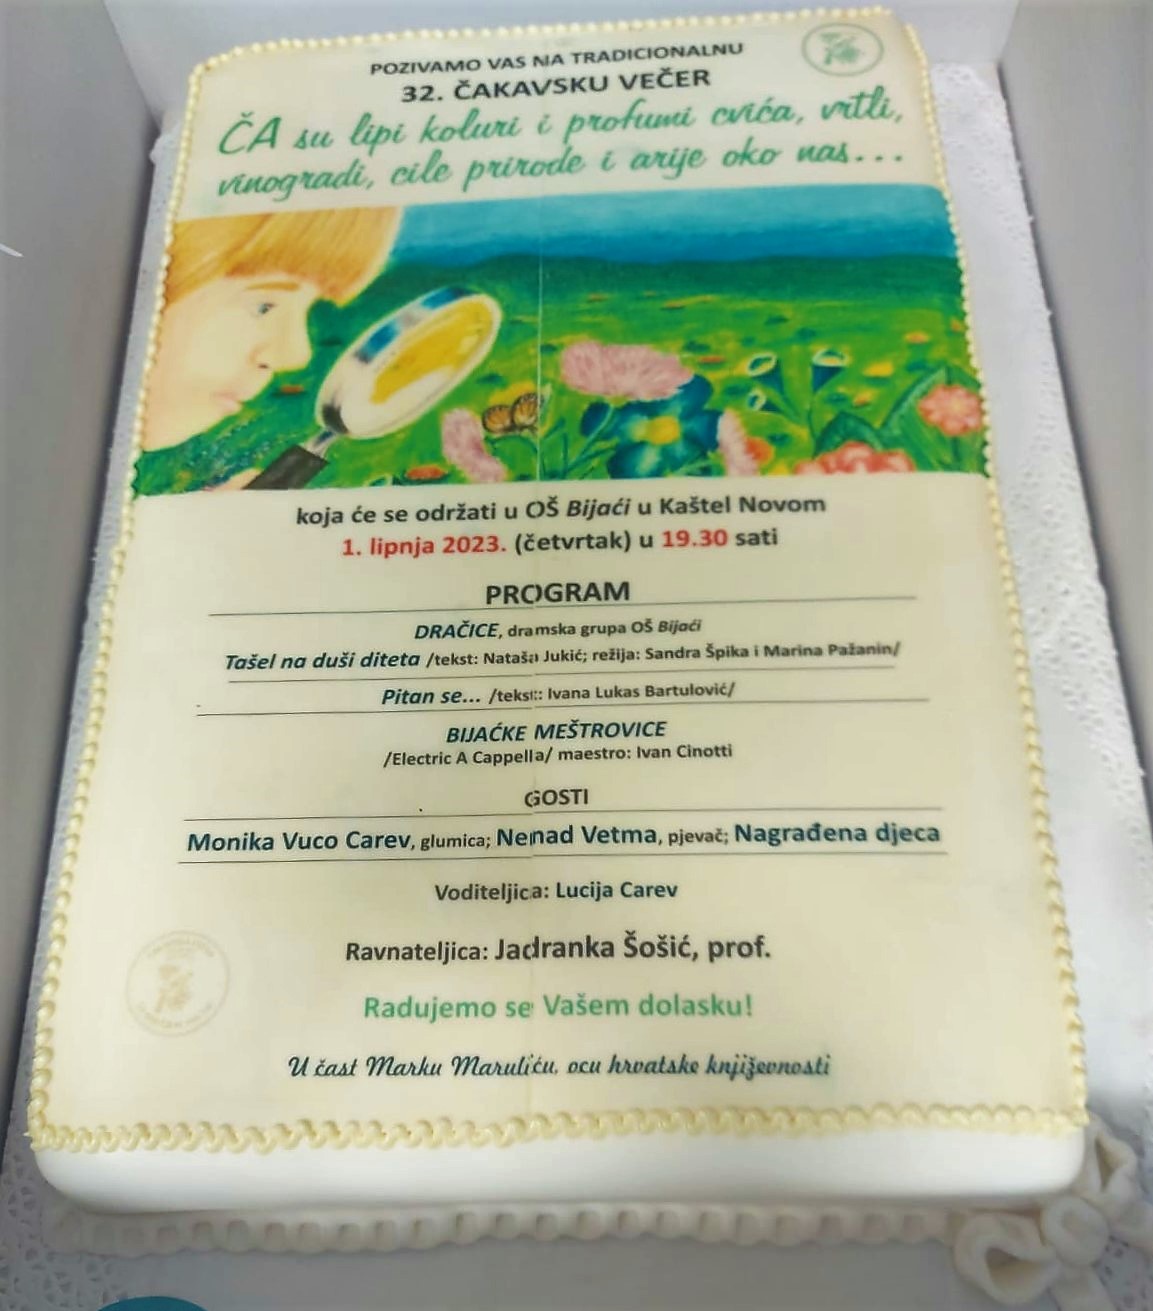 POZIVAMO VAS NA TRADICIONALNU
32. ČAKAVSKU VEČER
ČA su lipi koluri i profumi cvića, vrtli,
vinogradi, cile prirode i arije oko nas...
koja će se održati u OŠ Bijaći u Kaštel Novom
1. lipnja 2023. (četvrtak) u 19.30 sati
PROGRAM
DRAČICE, dramska grupa OŠ Bijaći
Tašel na duši diteta /tekst: Nataša Jukić; režija: Sandra Špika i Marina Pažanin/
Pitan se... /tekst: Ivana Lukas Bartulović/
BIJAĆKE MEŠTROVICE
/Electric A Cappella/ maestro: Ivan Cinotti
GOSTI
Monika Vuco Carev, glumica; Nenad Vetma, pjevač; Nagrađena djeca
Voditeljica: Lucija Carev
Ravnateljica: Jadranka Šošić, prof.
Radujemo se Vašem dolasku!
U čast Marku Maruliću, ocu hrvatske književnosti